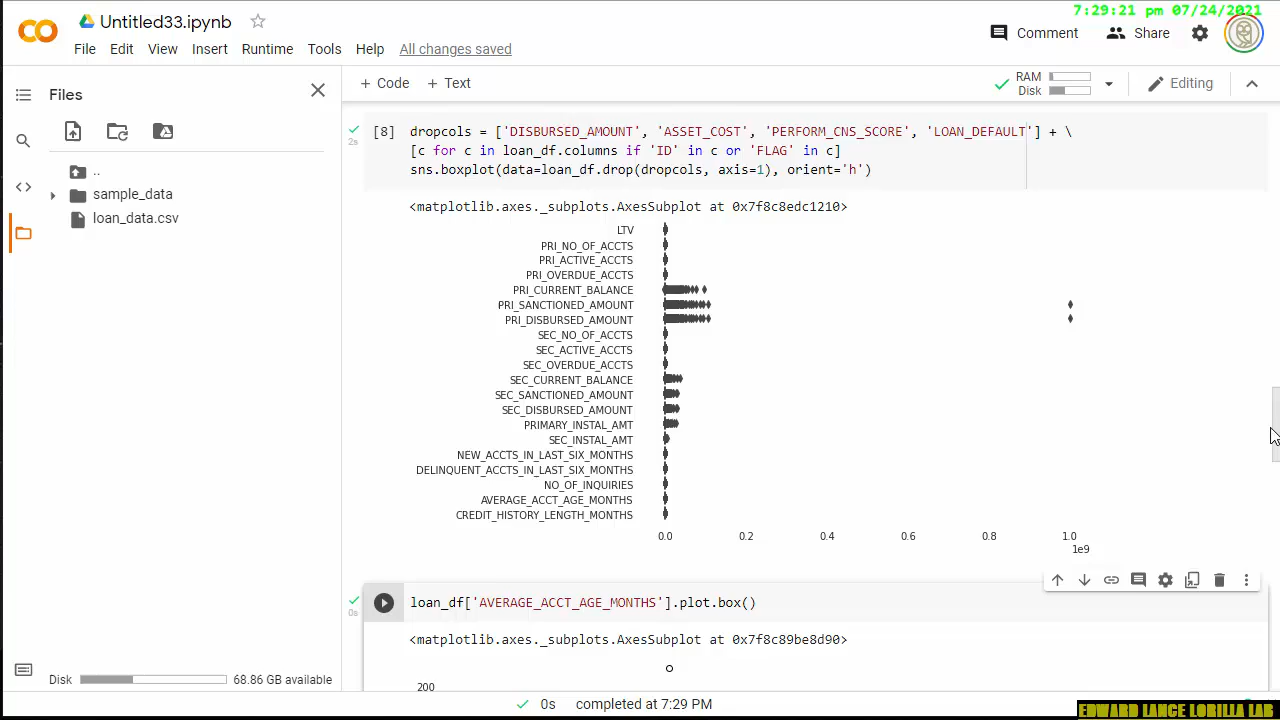 7:29:21 pm 07/24/2021
Untitled33.ipynb
File Edit View Insert Runtime Tools Help All changes saved
Comment Share
Files
+ Code + Text
RAM
Disk
Editing
..
sample_data
loan_data.csv
2s
[8] dropcols = ['DISBURSED_AMOUNT', 'ASSET_COST', 'PERFORM_CNS_SCORE', 'LOAN_DEFAULT'] + \
[c for c in loan_df.columns if 'ID' in c or 'FLAG' in c]
sns.boxplot(data=loan_df.drop(dropcols, axis=1), orient='h')
<matplotlib.axes._subplots.AxesSubplot at 0x7f8c8edc1210>
LTV
PRI_NO_OF_ACCTS
PRI_ACTIVE_ACCTS
PRI_OVERDUE_ACCTS
PRI_CURRENT_BALANCE
PRI_SANCTIONED_AMOUNT
PRI_DISBURSED_AMOUNT
SEC_NO_OF_ACCTS
SEC_ACTIVE_ACCTS
SEC_OVERDUE_ACCTS
SEC_CURRENT_BALANCE
SEC_SANCTIONED_AMOUNT
SEC_DISBURSED_AMOUNT
PRIMARY_INSTAL_AMT
SEC_INSTAL_AMT
NEW_ACCTS_IN_LAST_SIX_MONTHS
DELINQUENT_ACCTS_IN_LAST_SIX_MONTHS
NO_OF_INQUIRIES
AVERAGE_ACCT_AGE_MONTHS
CREDIT_HISTORY_LENGTH_MONTHS
0.0 0.2 0.4 0.6 0.8 1.0
1e9
0s
loan_df['AVERAGE_ACCT_AGE_MONTHS'].plot.box()
<matplotlib.axes._subplots.AxesSubplot at 0x7f8c89be8d90>
200
Disk 68.86 GB available
0s completed at 7:29 PM
EDWARD LANCE LORILLA LAB